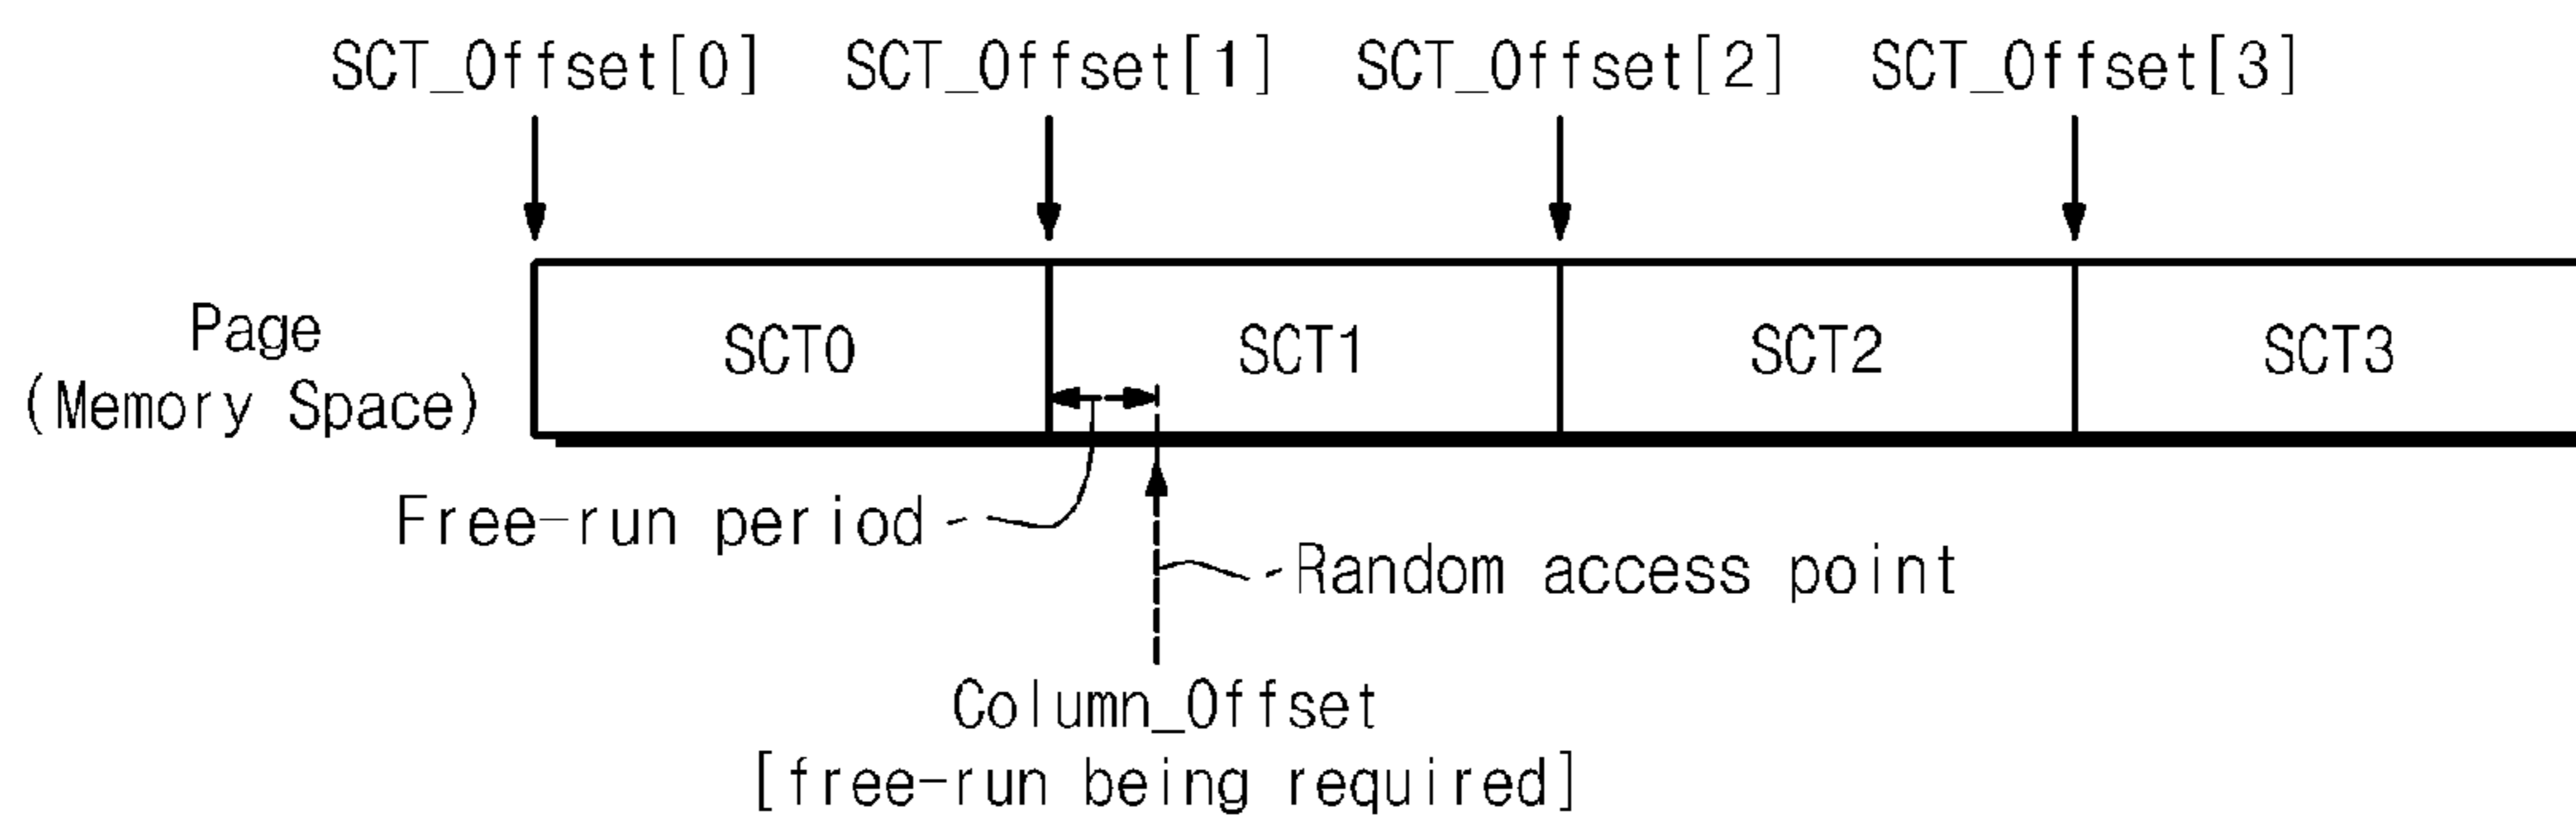 SCT_Offset[0] SCT_Offset[1] SCT_Offset[2] SCT_Offset[3]
Page
(Memory Space)
SCT0 SCT1 SCT2 SCT3
Free-run period
Random access point
Column_Offset
[free-run being required]